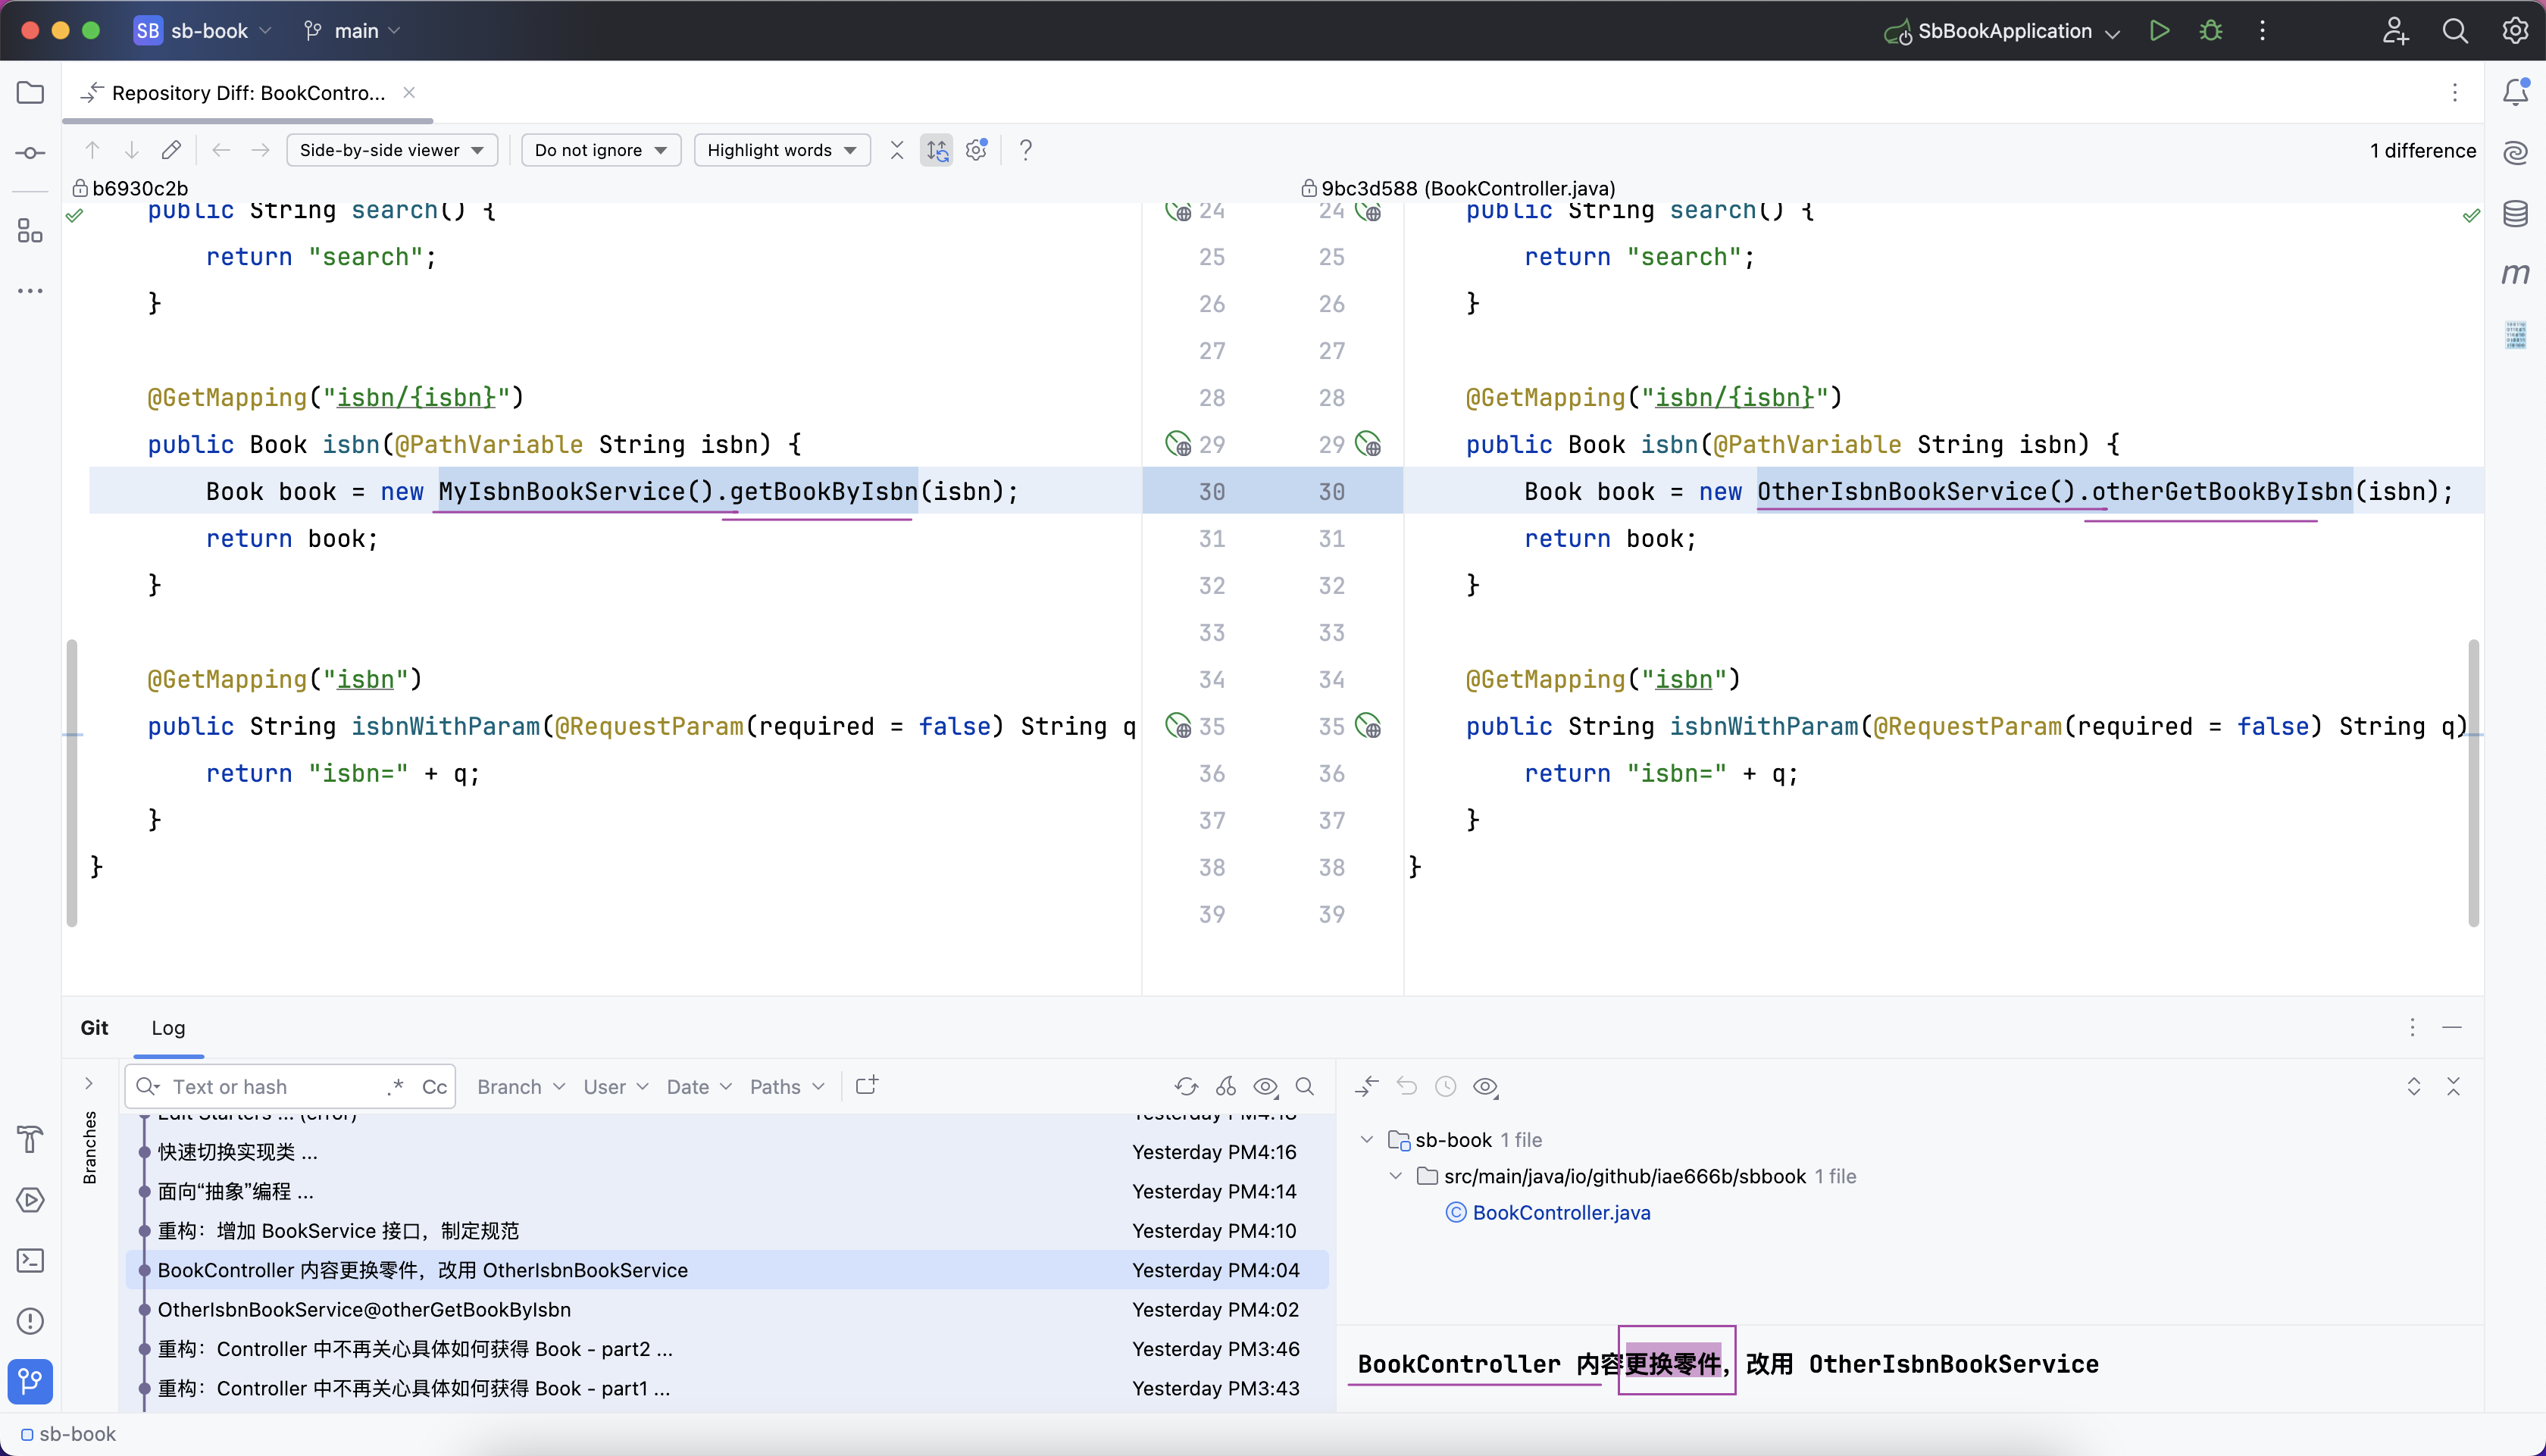 SB sb-book main SbBookApplication
Repository Diff: BookContro...
Side-by-side viewer Do not ignore Highlight words ? 1 difference
b6930c2b 9bc3d588 (BookController.java)
public String search() { 24 24 public String search() {
return "search"; 25 25 return "search";
} 26 26 }
27 27
@GetMapping("isbn/{isbn}") 28 28 @GetMapping("isbn/{isbn}")
public Book isbn(@PathVariable String isbn) { 29 29 public Book isbn(@PathVariable String isbn) {
Book book = new MyIsbnBookService().getBookByIsbn(isbn); 30 30 Book book = new OtherIsbnBookService().otherGetBookByIsbn(isbn);
return book; 31 31 return book;
} 32 32 }
33 33
@GetMapping("isbn") 34 34 @GetMapping("isbn")
public String isbnWithParam(@RequestParam(required = false) String q 35 35 public String isbnWithParam(@RequestParam(required = false) String q)
return "isbn=" + q; 36 36 return "isbn=" + q;
} 37 37 }
} 38 38 }
39 39
Git Log
Text or hash .* Cc Branch User Date Paths
Branches
Edit Starters ... (error) Yesterday PM4:18
快速切换实现类 ... Yesterday PM4:16
面向“抽象”编程 ... Yesterday PM4:14
重构：增加 BookService 接口，制定规范 Yesterday PM4:10
BookController 内容更换零件，改用 OtherIsbnBookService Yesterday PM4:04
OtherIsbnBookService@otherGetBookByIsbn Yesterday PM4:02
重构：Controller 中不再关心具体如何获得 Book - part2 ... Yesterday PM3:46
重构：Controller 中不再关心具体如何获得 Book - part1 ... Yesterday PM3:43
sb-book 1 file
src/main/java/io/github/iae666b/sbbook 1 file
BookController.java
BookController 内容更换零件，改用 OtherIsbnBookService
sb-book